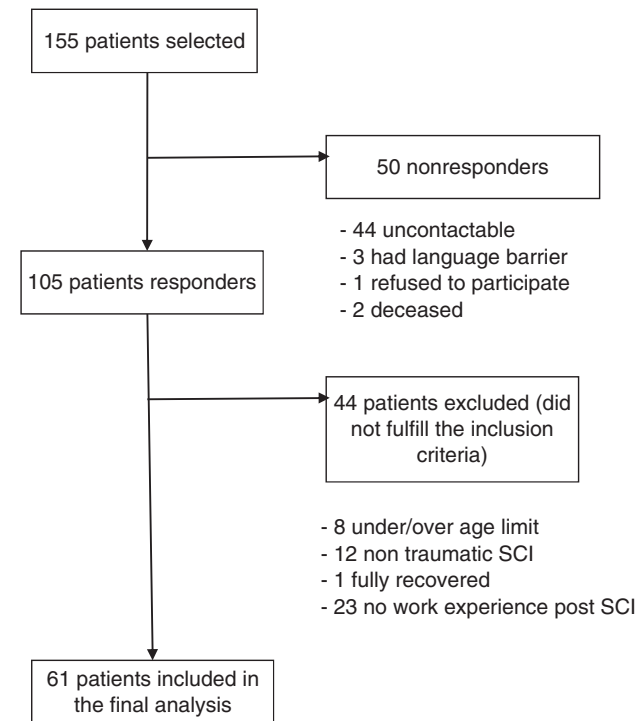 155 patients selected
50 nonresponders
- 44 uncontactable
- 3 had language barrier
- 1 refused to participate
- 2 deceased
105 patients responders
44 patients excluded (did
not fulfill the inclusion
criteria)
- 8 under/over age limit
- 12 non traumatic SCI
- 1 fully recovered
- 23 no work experience post SCI
61 patients included in
the final analysis